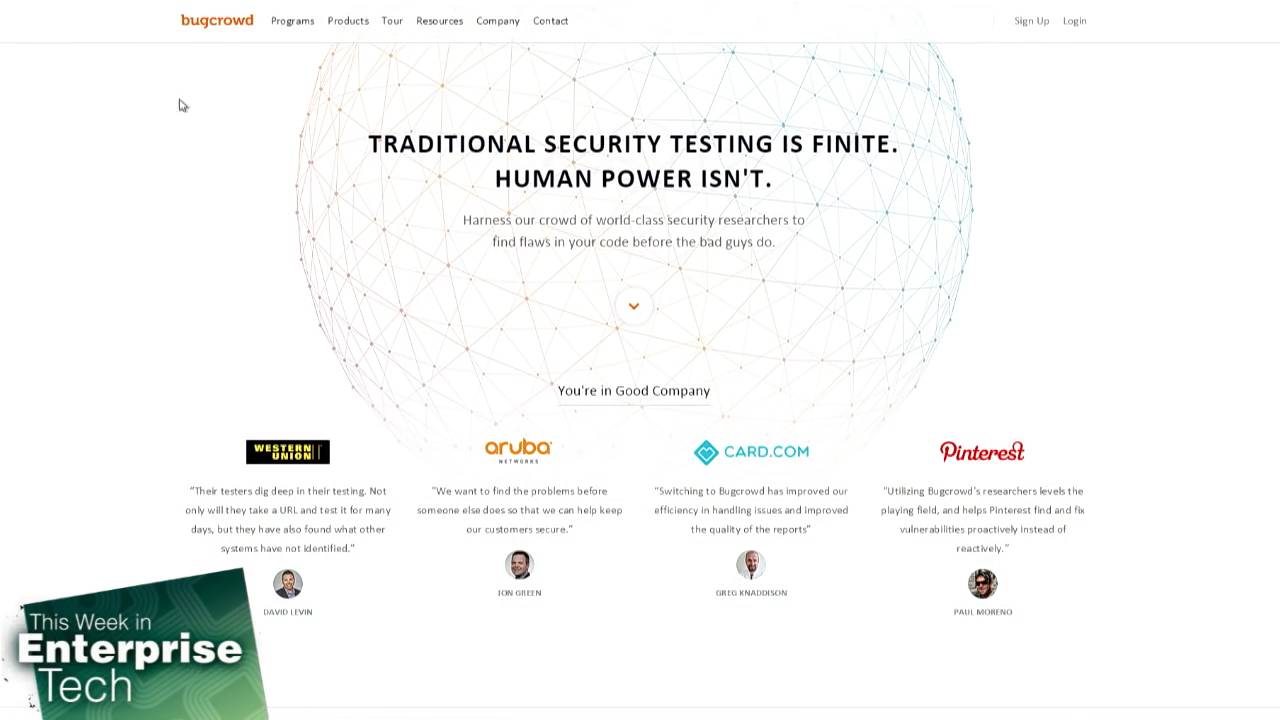 bugcrowd Programs Products Tour Resources Company Contact Sign Up Login
TRADITIONAL SECURITY TESTING IS FINITE.
HUMAN POWER ISN'T.
Harness our crowd of world-class security researchers to
find flaws in your code before the bad guys do.
You're in Good Company
WESTERN
UNION
"Their testers dig deep in their testing. Not
only will they take a URL and test it for many
days, but they have also found what other
systems have not identified."
DAVID LEVIN
aruba
NETWORKS
"We want to find the problems before
someone else does so that we can help keep
our customers secure."
JON GREEN
CARD.COM
"Switching to Bugcrowd has improved our
efficiency in handling issues and improved
the quality of the reports"
GREG KNADDISON
Pinterest
"Utilizing Bugcrowd's researchers levels the
playing field, and helps Pinterest find and fix
vulnerabilities proactively instead of
reactively."
PAUL MORENO
This Week in
Enterprise
Tech